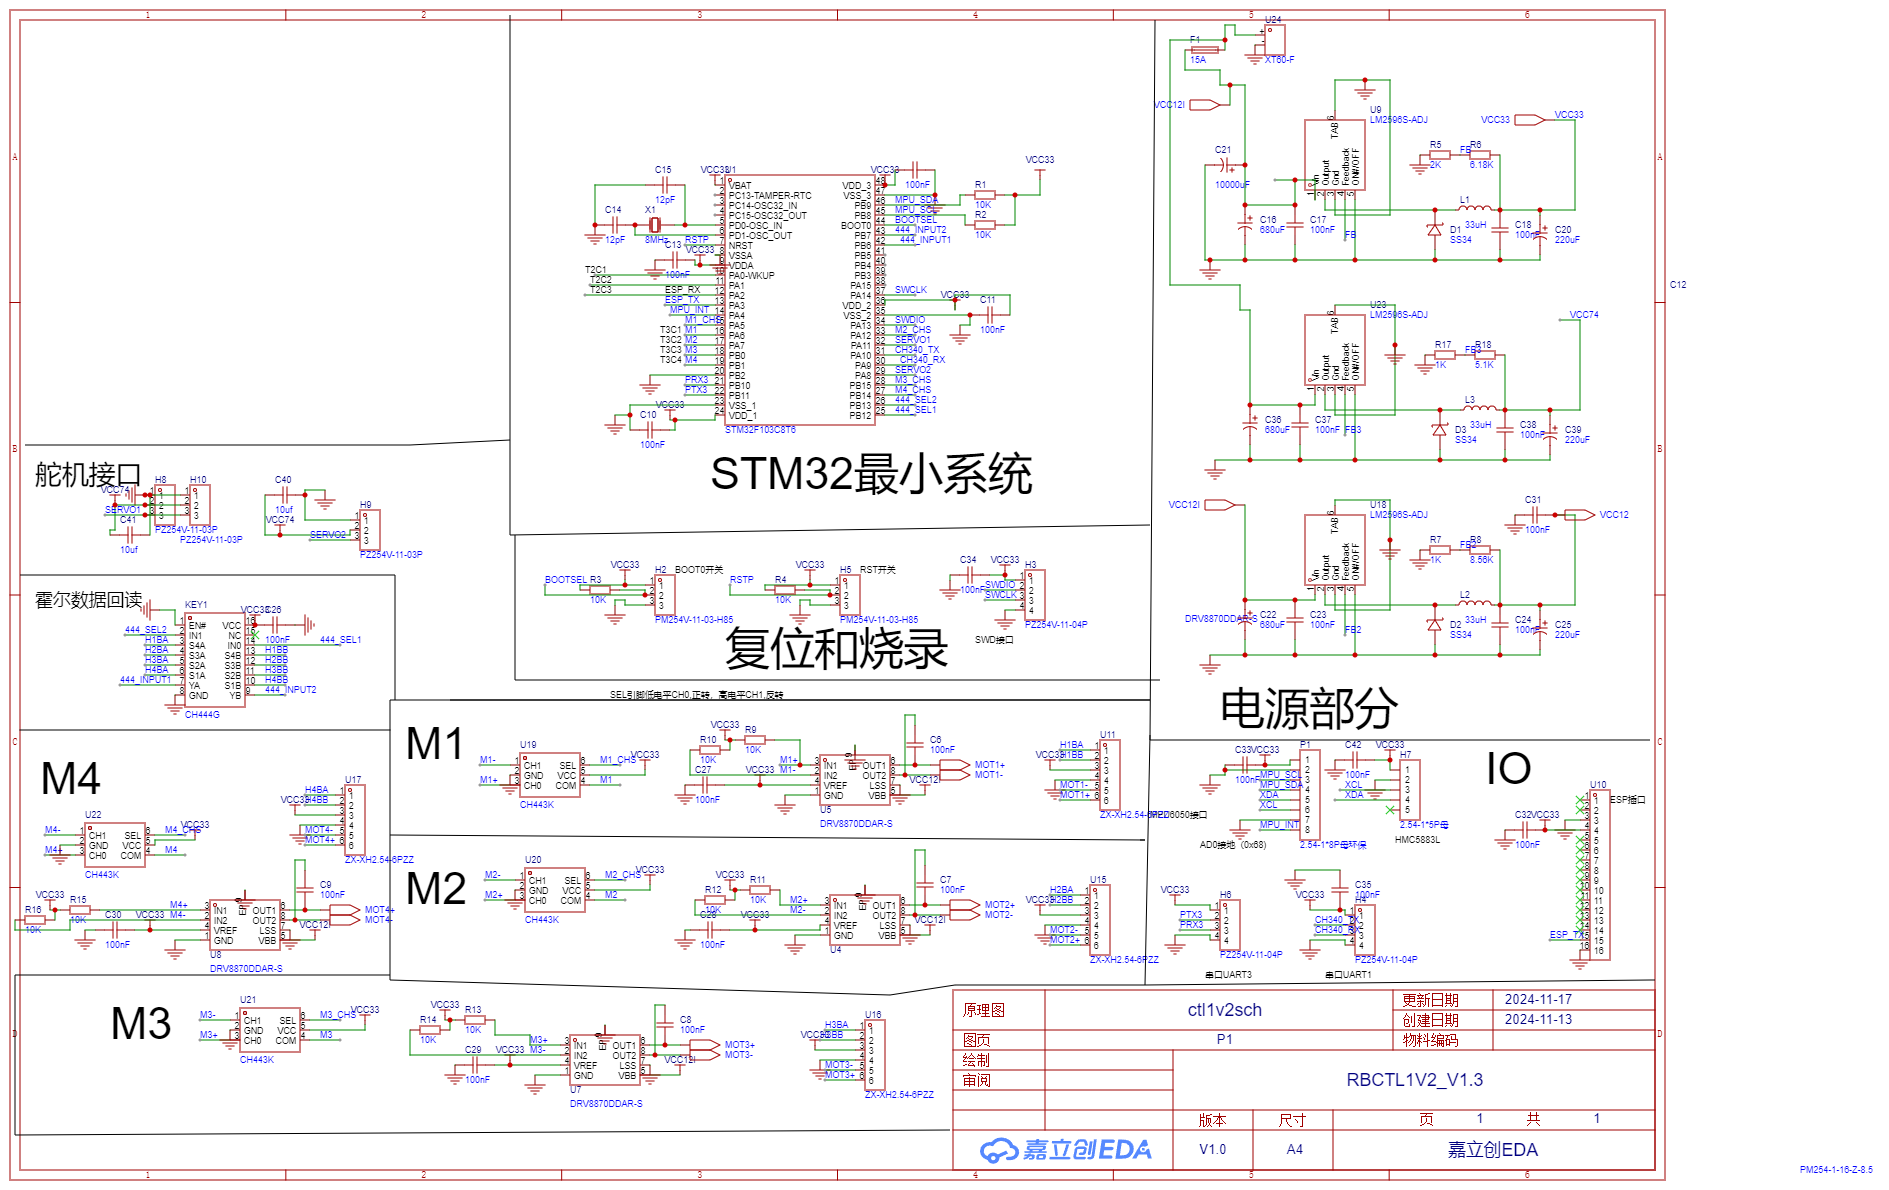 STM32最小系统
VCC33
U1
C15
12pF
C14
12pF
X1
8MHz
RSTP
C13
100nF
VCC33
VBAT
PC13-TAMPER-RTC
PC14-OSC32_IN
PC15-OSC32_OUT
PD0-OSC_IN
PD1-OSC_OUT
NRST
VSSA
VDDA
PA0-WKUP
PA1
PA2
PA3
PA4
PA5
PA6
PA7
PB0
PB1
PB2
PB10
PB11
VSS_1
VDD_1
VDD_3
VSS_3
PB9
PB8
BOOT0
PB7
PB6
PB5
PB4
PB3
PA15
PA14
VDD_2
VSS_2
PA13
PA12
PA11
PA10
PA9
PA8
PB15
PB14
PB13
PB12
STM32F103C8T6
T2C1
T2C2
T2C3
ESP_RX
ESP_TX
MPU_INT
M1_CHS
T3C1 M1
T3C2 M2
T3C3 M3
T3C4 M4
PRX3
PTX3
VCC33
C10
100nF
VCC33
100nF
MPU_SDA
MPU_SCL
BOOTSEL
444_INPUT2
444_INPUT1
SWCLK
SWDIO
M2_CHS
SERVO1
CH340_TX
CH340_RX
SERVO2
M3_CHS
M4_CHS
444_SEL2
444_SEL1
R1
10K
R2
10K
VCC33
VCC33
C11
100nF
舵机接口
VCC74
SERVO1
C41
10uf
H8
H10
PZ254V-11-03P
PZ254V-11-03P
C40
10uf
VCC74
SERVO2
H9
PZ254V-11-03P
霍尔数据回读
KEY1
444_SEL2
H1BA
H2BA
H3BA
H4BA
444_INPUT1
EN#
IN1
S4A
S3A
S2A
S1A
YA
GND
VCC
NC
IN0
S4B
S3B
S2B
S1B
YB
CH444G
VCC33
C26
100nF
444_SEL1
H1BB
H2BB
H3BB
H4BB
444_INPUT2
复位和烧录
BOOTSEL
R3
10K
VCC33
H2
BOOT0开关
PM254V-11-03-H85
RSTP
R4
10K
VCC33
H5
RST开关
PM254V-11-03-H85
C34
100nF
VCC33
SWDIO
SWCLK
H3
PZ254V-11-04P
SWD接口
SEL引脚低电平CH0,正转，高电平CH1,反转
电源部分
F1
15A
U24
XT60-F
VCC12I
C21
10000uF
C16
680uF
C17
100nF
U9
LM2596S-ADJ
Vin
Output
Gnd
Feedback
ON#/OFF
TAB
FB
R5
2K
FB
R6
6.18K
VCC33
VCC33
L1
33uH
D1
SS34
C18
100nF
C20
220uF
C12
U23
LM2596S-ADJ
Vin
Output
Gnd
Feedback
ON#/OFF
TAB
C36
680uF
C37
100nF
FB3
R17
1K
FB3
R18
5.1K
VCC74
L3
33uH
D3
SS34
C38
100nF
C39
220uF
VCC12I
U18
LM2596S-ADJ
Vin
Output
Gnd
Feedback
ON#/OFF
TAB
DRV8870DDAR-S
C22
680uF
C23
100nF
FB2
R7
1K
FB2
R8
8.56K
C31
100nF
VCC12
L2
33uH
D2
SS34
C24
100nF
C25
220uF
M1
U19
M1-
M1+
CH1
GND
CH0
SEL
VCC
COM
CH443K
M1_CHS
VCC33
M1
VCC33
R10
10K
R9
10K
C27
100nF
VCC33
M1+
M1-
IN1
IN2
VREF
GND
OUT1
OUT2
LSS
VBB
U5
DRV8870DDAR-S
C6
100nF
VCC12I
MOT1+
MOT1-
U11
H1BA
H1BB
VCC33
MOT1-
MOT1+
ZX-XH2.54-6PZZ
M2
U20
M2-
M2+
CH1
GND
CH0
SEL
VCC
COM
CH443K
M2_CHS
VCC33
M2
VCC33
R12
10K
R11
10K
C28
100nF
VCC33
M2+
M2-
IN1
IN2
VREF
GND
OUT1
OUT2
LSS
VBB
U4
C7
100nF
VCC12I
MOT2+
MOT2-
U15
H2BA
H2BB
VCC33
MOT2-
MOT2+
ZX-XH2.54-6PZZ
M4
U22
M4-
M4+
CH1
GND
CH0
SEL
VCC
COM
CH443K
M4_CHS
VCC33
M4
U17
H4BA
H4BB
VCC33
MOT4-
MOT4+
ZX-XH2.54-6PZZ
VCC33
R16
10K
R15
10K
C30
100nF
VCC33
M4+
M4-
IN1
IN2
VREF
GND
OUT1
OUT2
LSS
VBB
U8
DRV8870DDAR-S
C9
100nF
VCC12I
MOT4+
MOT4-
M3
U21
M3-
M3+
CH1
GND
CH0
SEL
VCC
COM
CH443K
M3_CHS
VCC33
M3
VCC33
R14
10K
R13
10K
C29
100nF
VCC33
M3+
M3-
IN1
IN2
VREF
GND
OUT1
OUT2
LSS
VBB
U7
DRV8870DDAR-S
C8
100nF
VCC12I
MOT3+
MOT3-
U16
H3BA
H3BB
VCC33
MOT3-
MOT3+
ZX-XH2.54-6PZZ
IO
C33
100nF
VCC33
P1
MPU_SCL
MPU_SDA
XDA
XCL
MPU_INT
AD0接地（0x68）
2.54-1*8P母环保
C42
100nF
VCC33
H7
XCL
XDA
2.54-1*5P母
HMC5883L
U10
ESP插口
C32
100nF
VCC33
ESP_TX
VCC33
H6
PTX3
PRX3
PZ254V-11-04P
串口UART3
VCC33
C35
100nF
H4
CH340_TX
CH340_RX
PZ254V-11-04P
串口UART1
原理图
ctl1v2sch
更新日期
2024-11-17
创建日期
2024-11-13
图页
P1
物料编码
绘制
审阅
RBCTL1V2_V1.3
版本
尺寸
页 1 共 1
嘉立创EDA
V1.0
A4
嘉立创EDA
PM254-1-16-Z-8.5